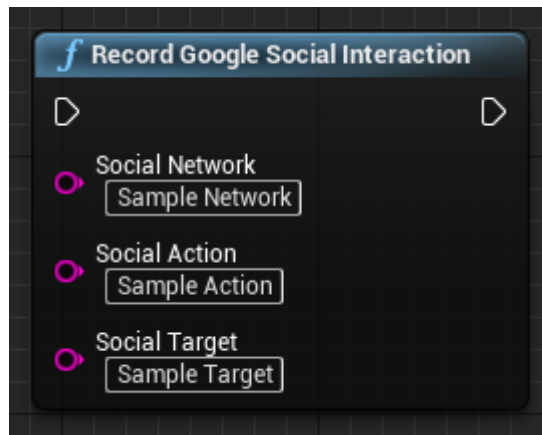 f Record Google Social Interaction
Social Network
Sample Network
Social Action
Sample Action
Social Target
Sample Target